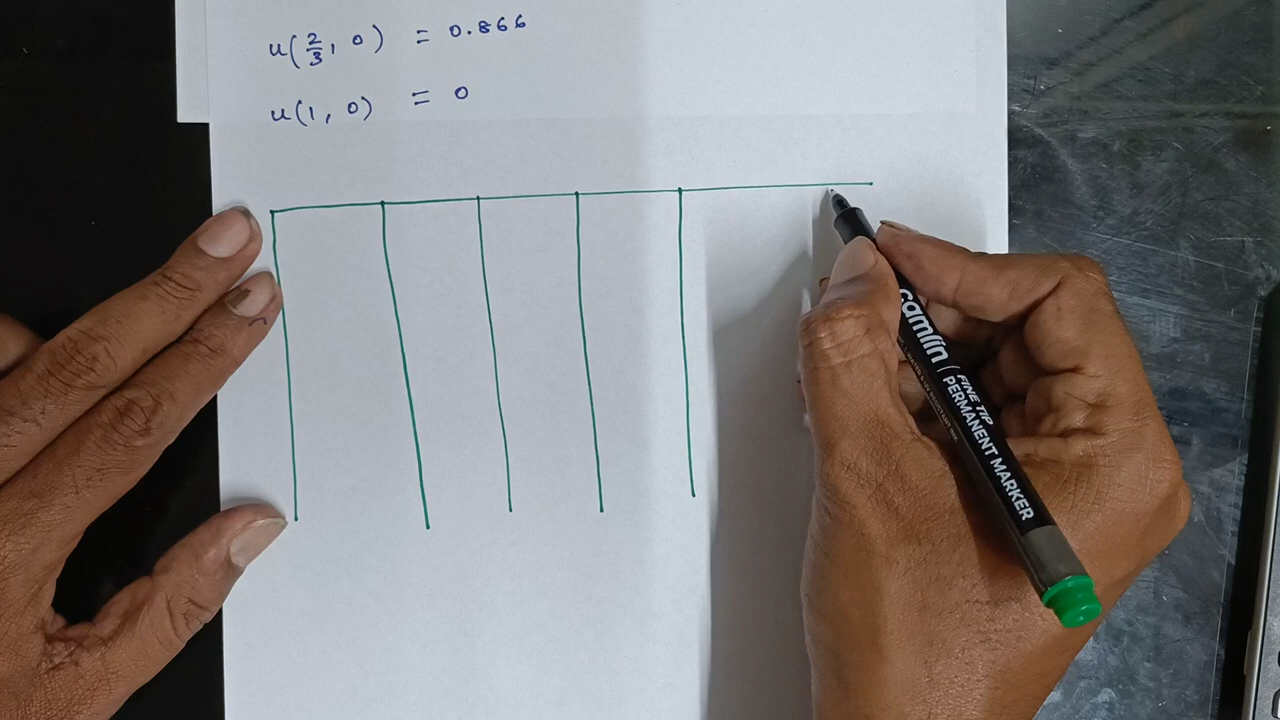 u(2/3, 0) = 0.866
u(1, 0) = 0
camlin
FINE TIP
PERMANENT MARKER